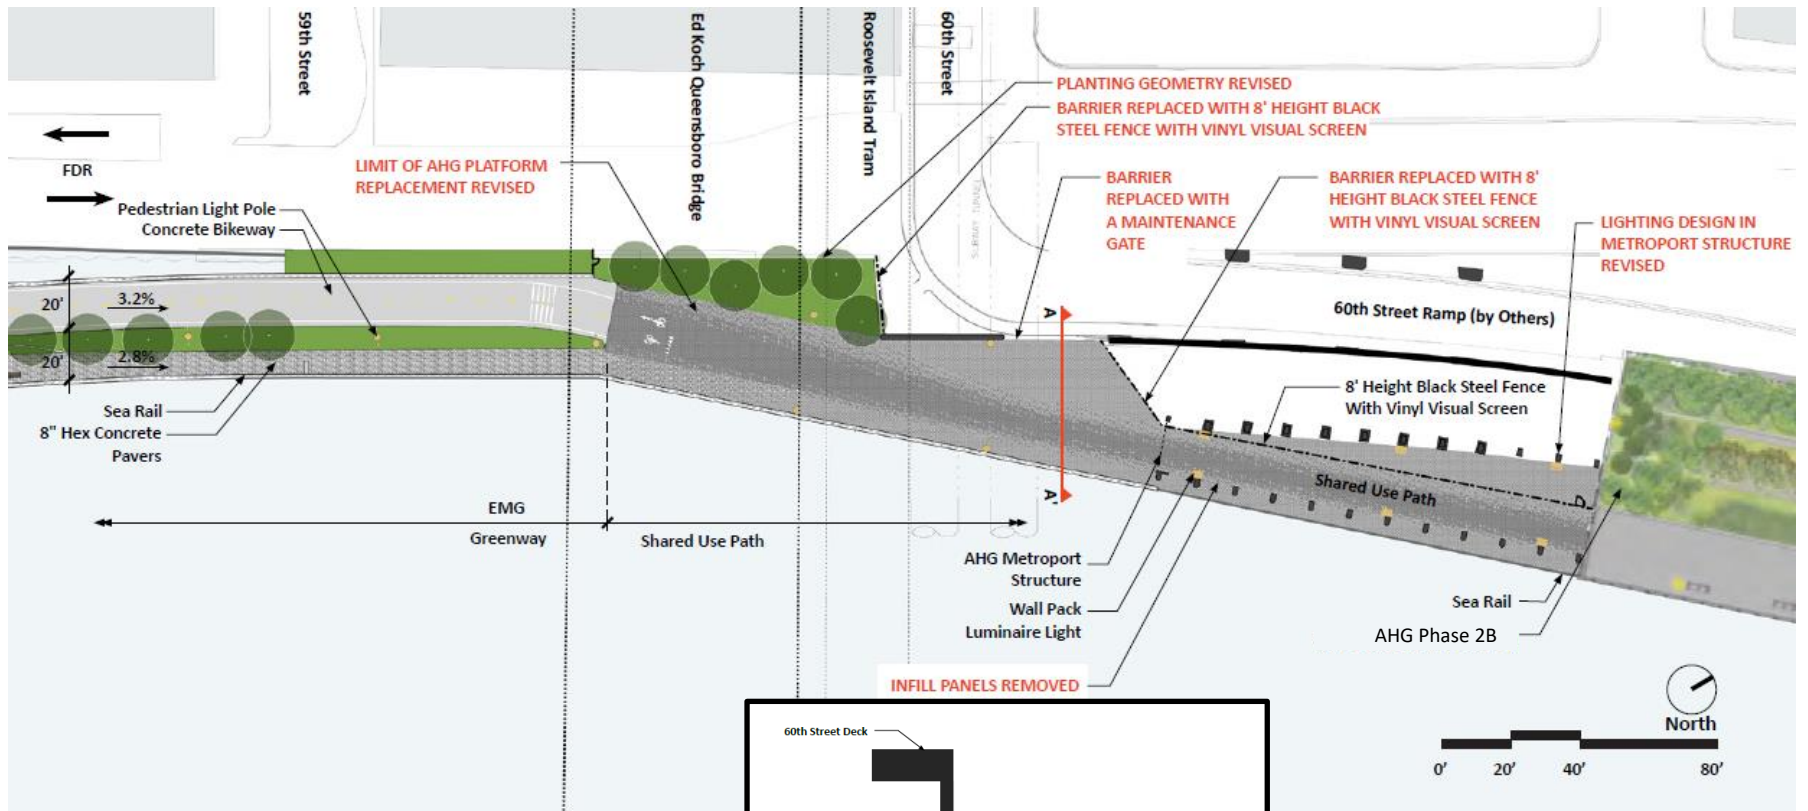 59th Street
Ed Koch Queensboro Bridge
Roosevelt Island Tram
60th Street
PLANTING GEOMETRY REVISED
BARRIER REPLACED WITH 8' HEIGHT BLACK
STEEL FENCE WITH VINYL VISUAL SCREEN
FDR
LIMIT OF AHG PLATFORM
REPLACEMENT REVISED
BARRIER
REPLACED WITH
A MAINTENANCE
GATE
BARRIER REPLACED WITH 8'
HEIGHT BLACK STEEL FENCE
WITH VINYL VISUAL SCREEN
LIGHTING DESIGN IN
METROPORT STRUCTURE
REVISED
Pedestrian Light Pole
Concrete Bikeway
20'
3.2%
20'
2.8%
A
A'
60th Street Ramp (by Others)
8' Height Black Steel Fence
With Vinyl Visual Screen
Sea Rail
8" Hex Concrete
Pavers
Shared Use Path
EMG
Greenway
Shared Use Path
AHG Metroport
Structure
Wall Pack
Luminaire Light
Sea Rail
AHG Phase 2B
INFILL PANELS REMOVED
North
60th Street Deck
0'
20'
40'
80'